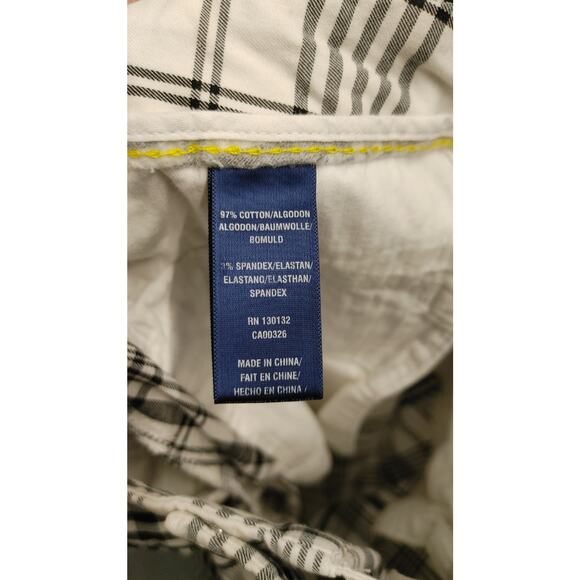 97% COTTON/ALGODON
ALGODON/BAUMWOLLE/
BOMULD
3% SPANDEX/ELASTAN/
ELASTANO/ELASTHAN/
SPANDEX
RN 130132
CA00326
MADE IN CHINA/
FAIT EN CHINE/
HECHO EN CHINA /